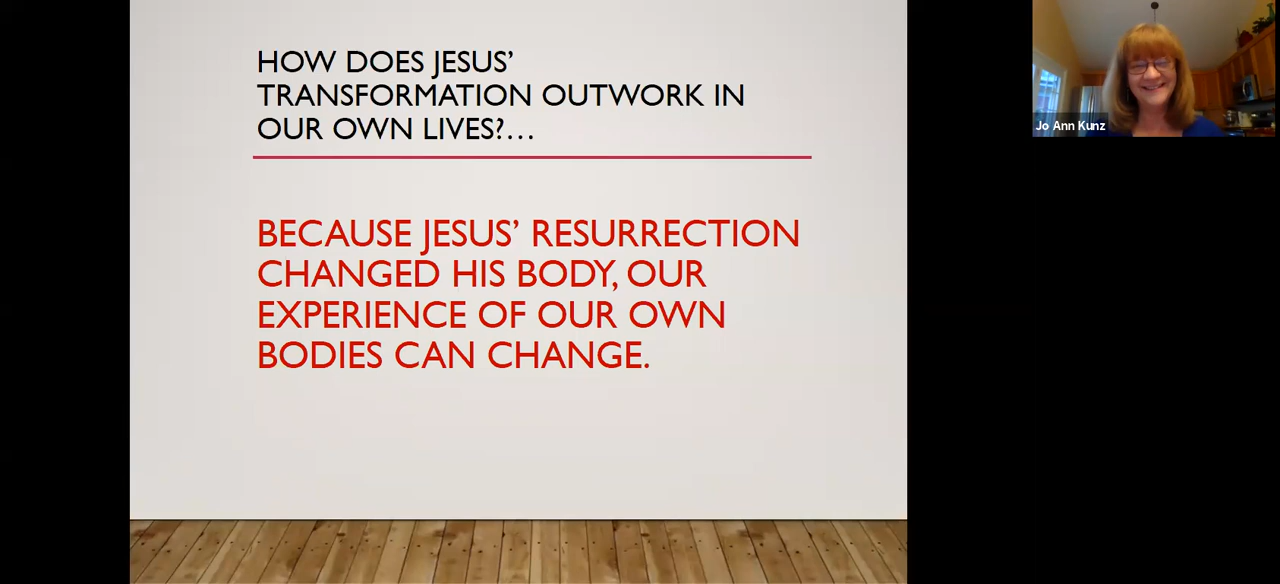 HOW DOES JESUS’
TRANSFORMATION OUTWORK IN
OUR OWN LIVES?…
BECAUSE JESUS’ RESURRECTION
CHANGED HIS BODY, OUR
EXPERIENCE OF OUR OWN
BODIES CAN CHANGE.
Jo Ann Kunz